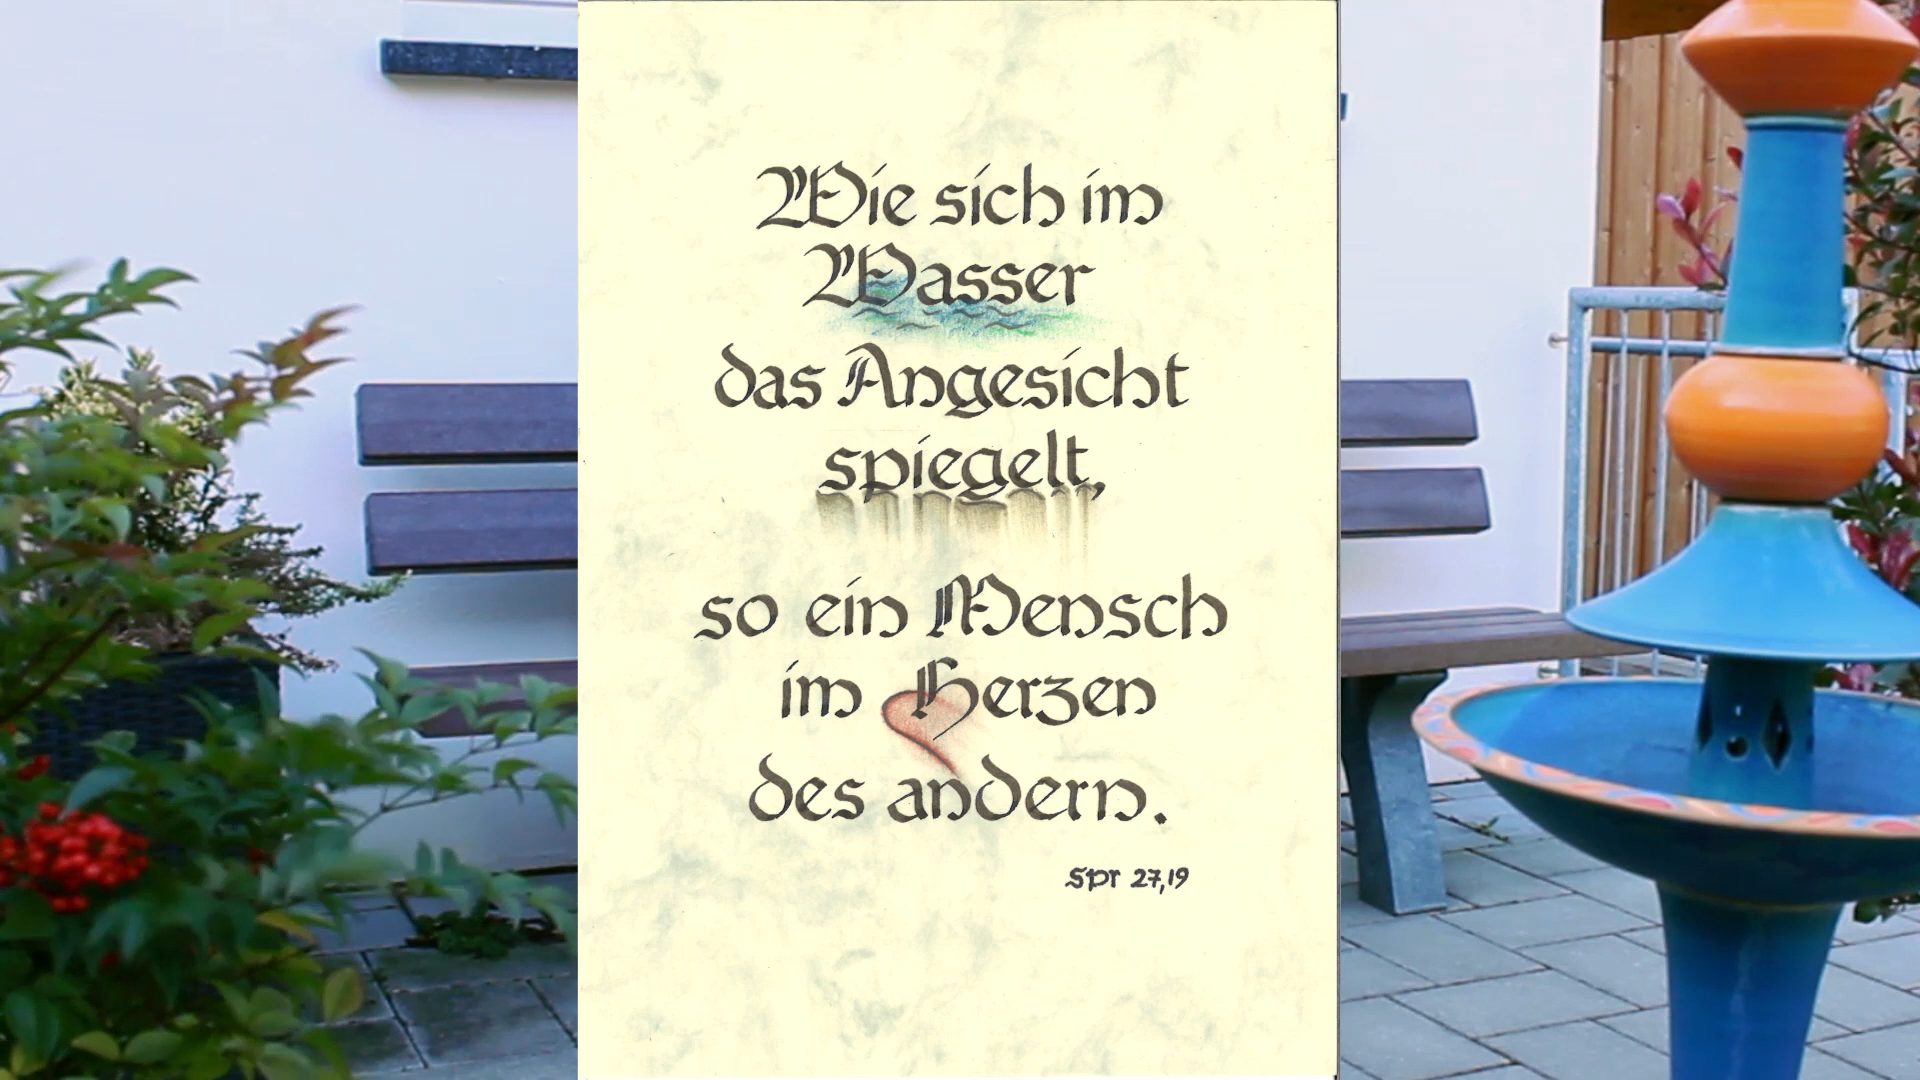 Wie sich im
Wasser
das Angesicht
spiegelt,
so ein Mensch
im Herzen
des andern.
Spr 27,19